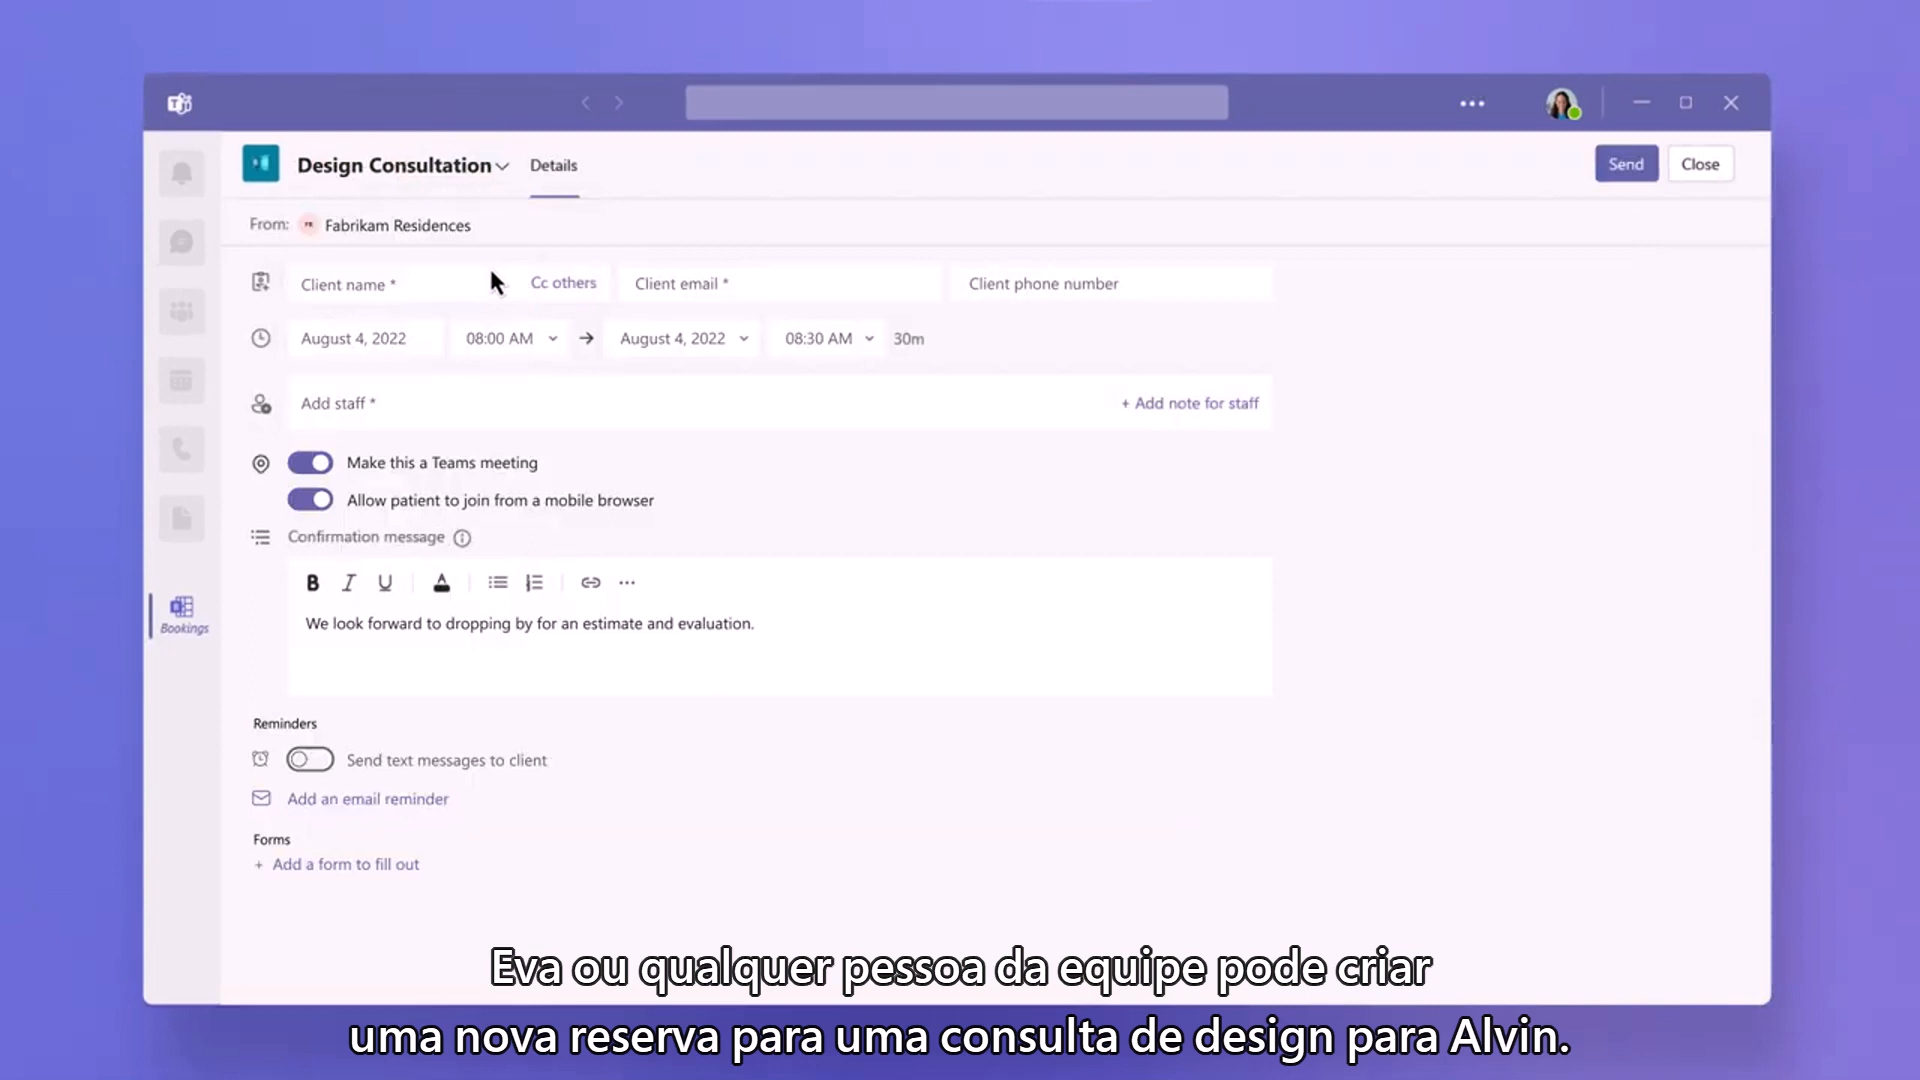 Design Consultation
Details
Send
Close
From:
Fabrikam Residences
Client name *
Cc others
Client email *
Client phone number
August 4, 2022
08:00 AM
August 4, 2022
08:30 AM
30m
Add staff *
+ Add note for staff
Make this a Teams meeting
Allow patient to join from a mobile browser
Confirmation message
B I U A
We look forward to dropping by for an estimate and evaluation.
Bookings
Reminders
Send text messages to client
Add an email reminder
Forms
+ Add a form to fill out
Eva ou qualquer pessoa da equipe pode criar
uma nova reserva para uma consulta de design para Alvin.